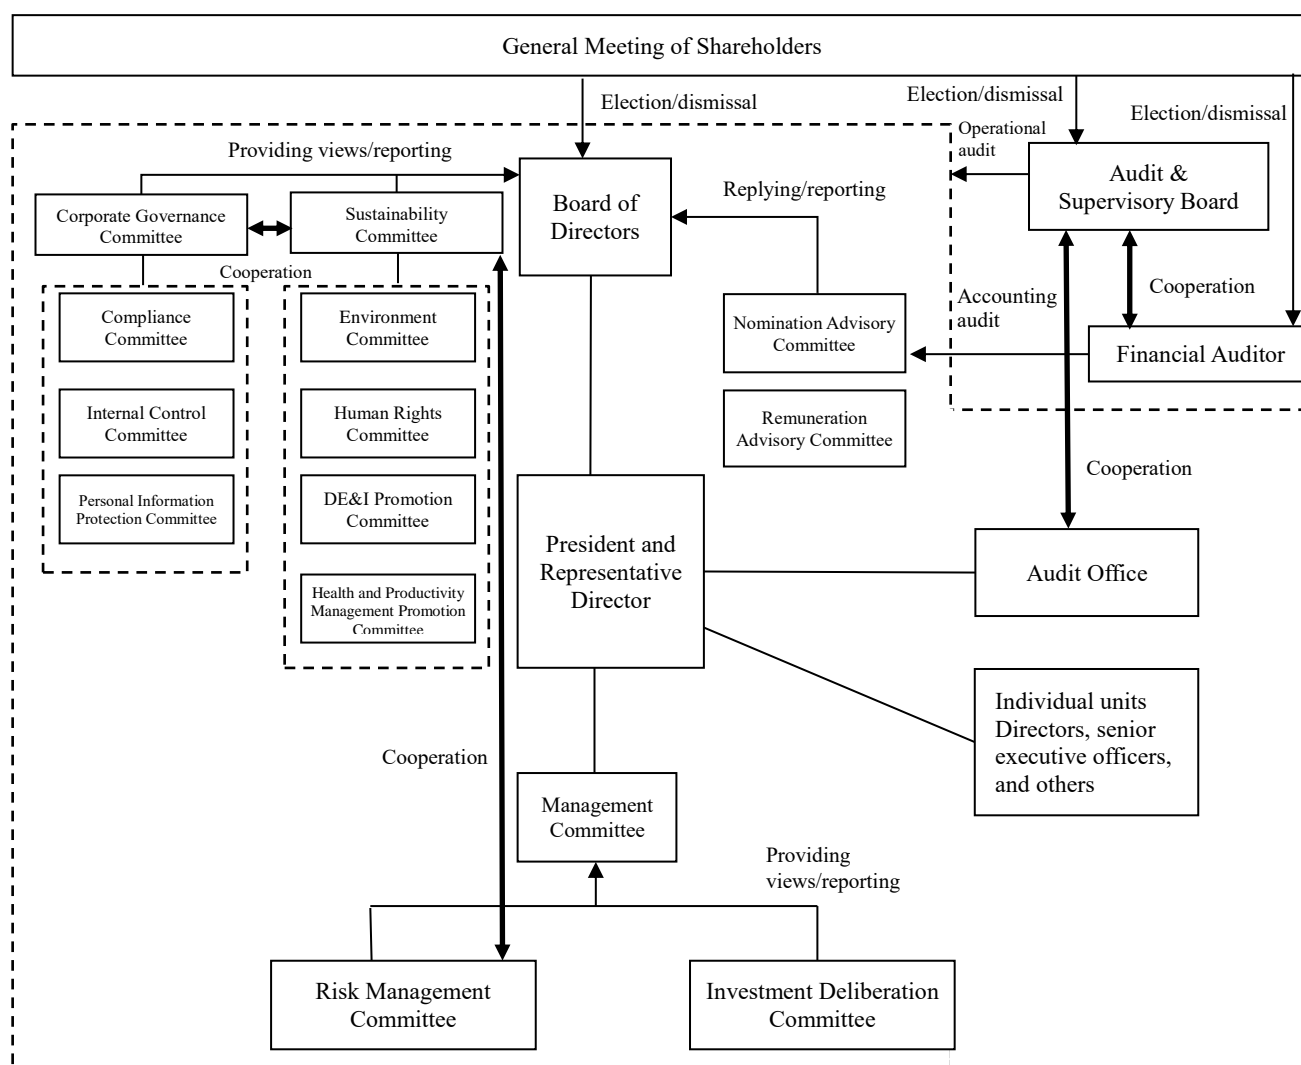 General Meeting of Shareholders
Election/dismissal
Election/dismissal
Election/dismissal
Operational
audit
Providing views/reporting
Board of
Directors
Replying/reporting
Audit &
Supervisory Board
Corporate Governance
Committee
Sustainability
Committee
Cooperation
Compliance
Committee
Environment
Committee
Nomination Advisory
Committee
Accounting
audit
Cooperation
Financial Auditor
Internal Control
Committee
Human Rights
Committee
Remuneration
Advisory Committee
Personal Information
Protection Committee
DE&I Promotion
Committee
Cooperation
President and
Representative
Director
Audit Office
Health and Productivity
Management Promotion
Committee
Individual units
Directors, senior
executive officers,
and others
Cooperation
Management
Committee
Providing
views/reporting
Risk Management
Committee
Investment Deliberation
Committee